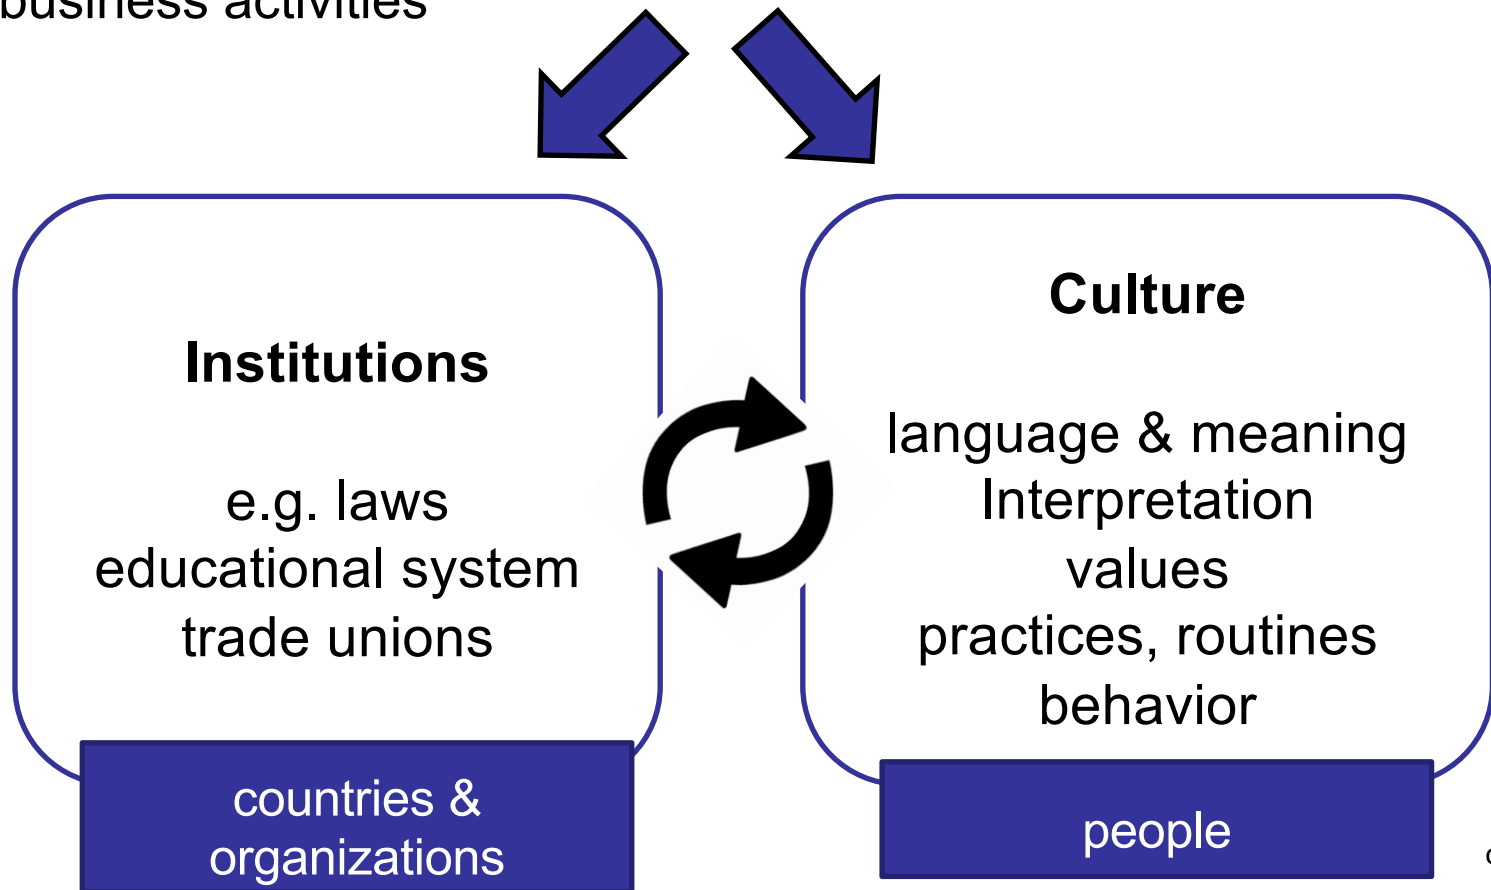 business activities
Institutions
e.g. laws
educational system
trade unions
countries &
organizations
Culture
language & meaning
Interpretation
values
practices, routines
behavior
people